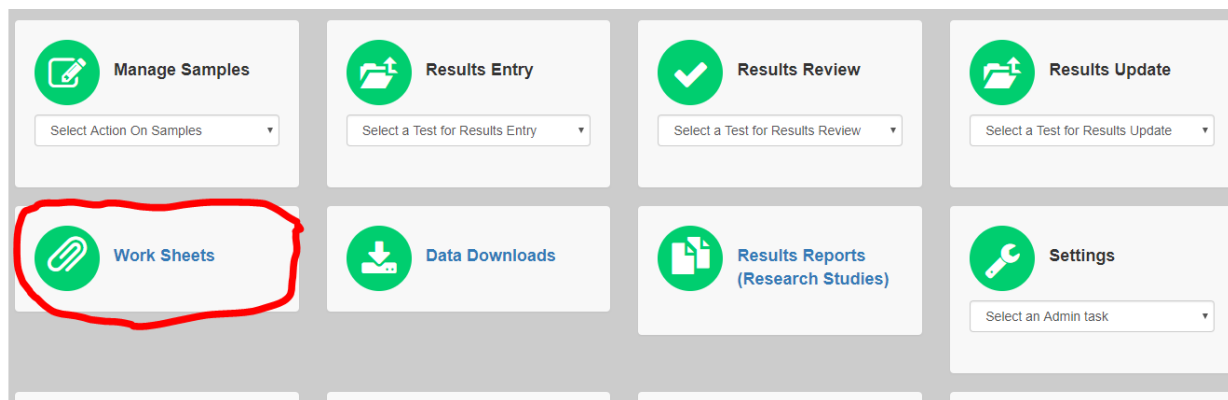 Manage Samples
Select Action On Samples
Results Entry
Select a Test for Results Entry
Results Review
Select a Test for Results Review
Results Update
Select a Test for Results Update
Work Sheets
Data Downloads
Results Reports
(Research Studies)
Settings
Select an Admin task